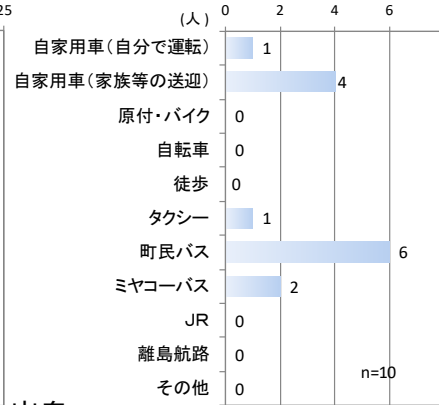 25
(人) 0 2 4 6
自家用車(自分で運転) 1
自家用車(家族等の送迎) 4
原付・バイク 0
自転車 0
徒歩 0
タクシー 1
町民バス 6
ミヤコーバス 2
JR 0
離島航路 0
n=10
その他 0